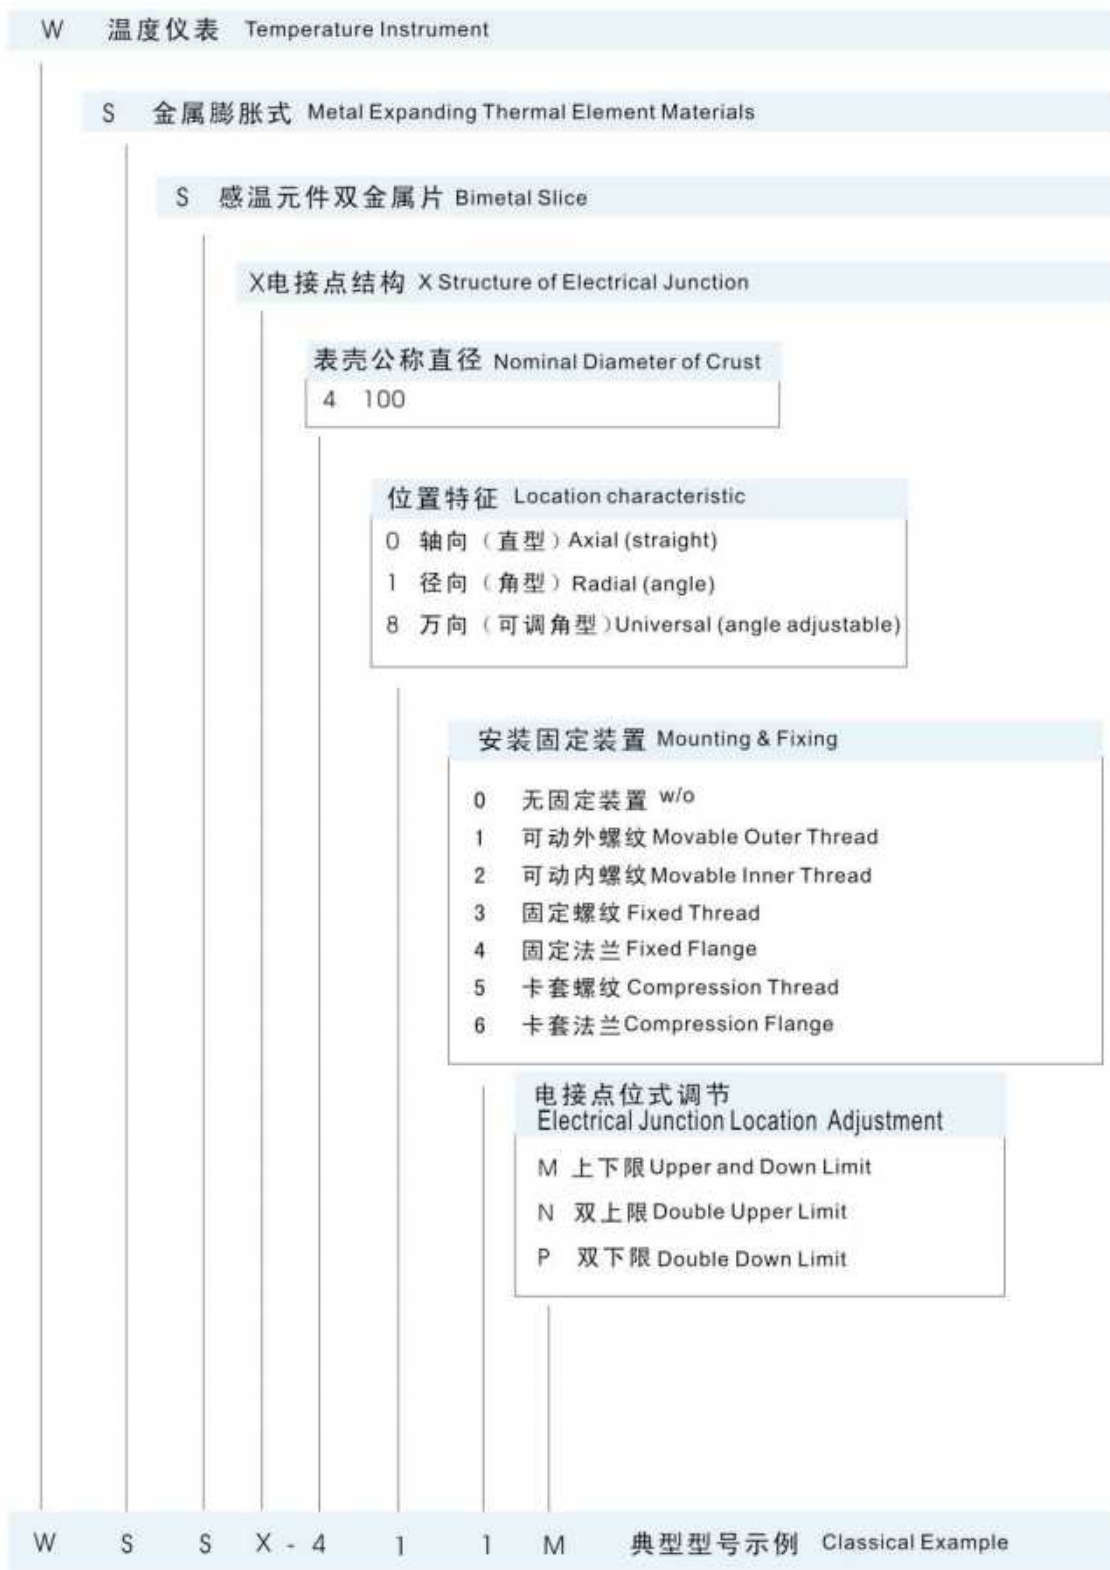 W 温度仪表 Temperature Instrument
S 金属膨胀式 Metal Expanding Thermal Element Materials
S 感温元件双金属片 Bimetal Slice
X电接点结构 X Structure of Electrical Junction
表壳公称直径 Nominal Diameter of Crust
4 100
位置特征 Location characteristic
0 轴向（直型）Axial (straight)
1 径向（角型）Radial (angle)
8 万向（可调角型）Universal (angle adjustable)
安装固定装置 Mounting & Fixing
0 无固定装置 w/o
1 可动外螺纹 Movable Outer Thread
2 可动内螺纹 Movable Inner Thread
3 固定螺纹 Fixed Thread
4 固定法兰 Fixed Flange
5 卡套螺纹 Compression Thread
6 卡套法兰 Compression Flange
电接点位式调节
Electrical Junction Location Adjustment
M 上下限 Upper and Down Limit
N 双上限 Double Upper Limit
P 双下限 Double Down Limit
W S S X - 4 1 1 M 典型型号示例 Classical Example